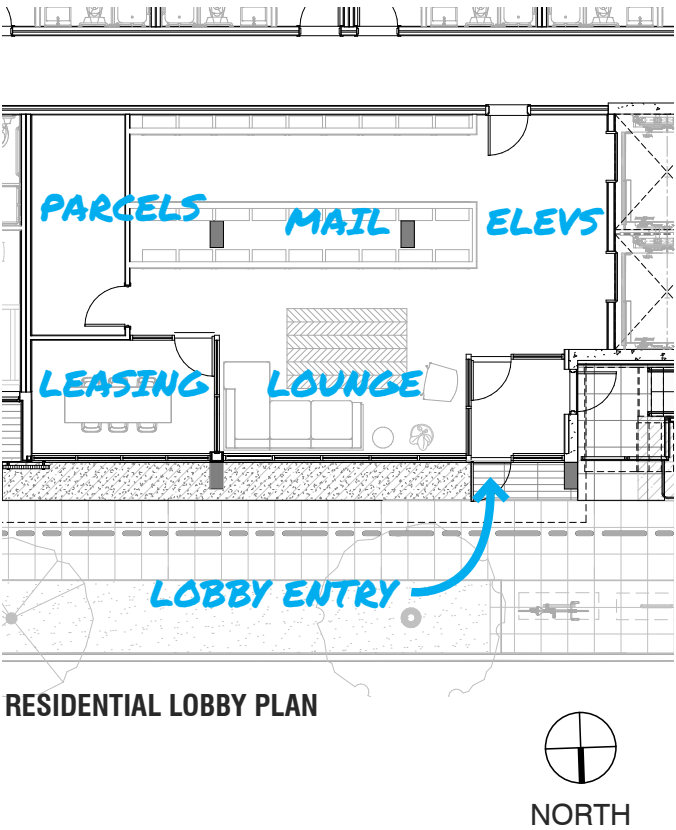 PARCELS MAIL ELEVS
LEASING LOUNGE
LOBBY ENTRY
RESIDENTIAL LOBBY PLAN
NORTH